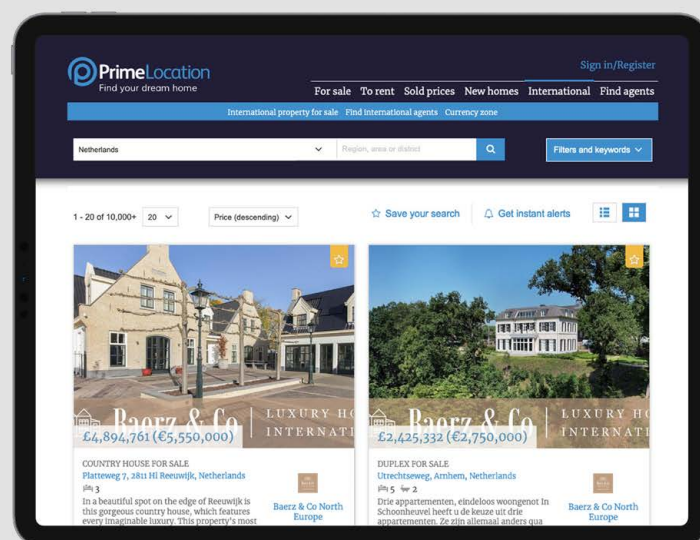 PrimeLocation
Find your dream home
Sign in/Register
For sale To rent Sold prices New homes International Find agents
International property for sale Find international agents Currency zone
Netherlands
Region, area or district
Filters and keywords
1 - 20 of 10,000+
20
Price (descending)
Save your search
Get instant alerts
Baerz & Co
LUXURY HO
INTERNATI
£4,894,761 (€5,550,000)
COUNTRY HOUSE FOR SALE
Platteweg 7, 2811 Hl Reeuwijk, Netherlands
3
In a beautiful spot on the edge of Reeuwijk is
this gorgeous country house, which features
every imaginable luxury. This property's most
Baerz & Co North
Europe
Baerz & Co
LUXURY HO
INTERNATI
£2,425,332 (€2,750,000)
DUPLEX FOR SALE
Utrechtseweg, Arnhem, Netherlands
5 2
Drie appartementen, eindeloos woongenot In
Schoonheuvel heeft u de keuze uit drie
appartementen. Ze zijn allemaal anders qua
Baerz & Co North
Europe